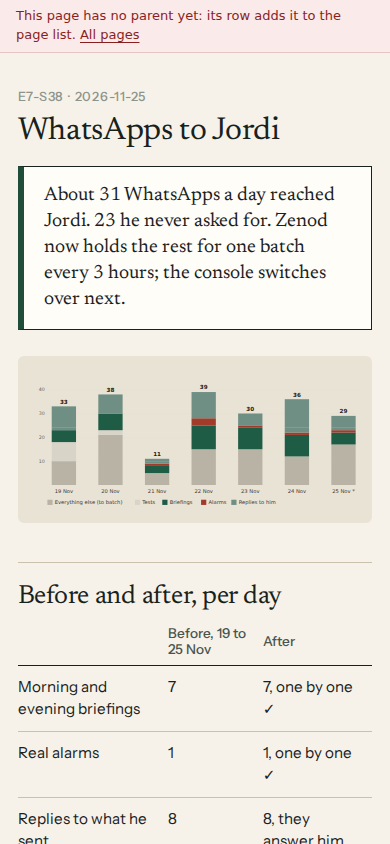 This page has no parent yet: its row adds it to the
page list. All pages
E7-S38 · 2026-11-25
WhatsApps to Jordi
About 31 WhatsApps a day reached
Jordi. 23 he never asked for. Zenod
now holds the rest for one batch
every 3 hours; the console switches
over next.
40
30
20
10
33
38
11
39
30
36
29
19 Nov
20 Nov
21 Nov
22 Nov
23 Nov
24 Nov
25 Nov *
Everything else (to batch)
Tests
Briefings
Alarms
Replies to him
Before and after, per day
Before, 19 to
25 Nov
After
Morning and
evening briefings
7
7, one by one
✓
Real alarms
1
1, one by one
✓
Replies to what he
sent
8
8, they
answer him